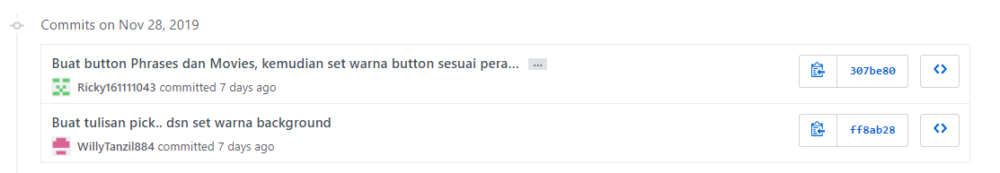 Commits on Nov 28, 2019
Buat button Phrases dan Movies, kemudian set warna button sesuai pera... ...
307be80
Ricky161111043 committed 7 days ago
Buat tulisan pick.. dsn set warna background
ff8ab28
WillyTanzil884 committed 7 days ago